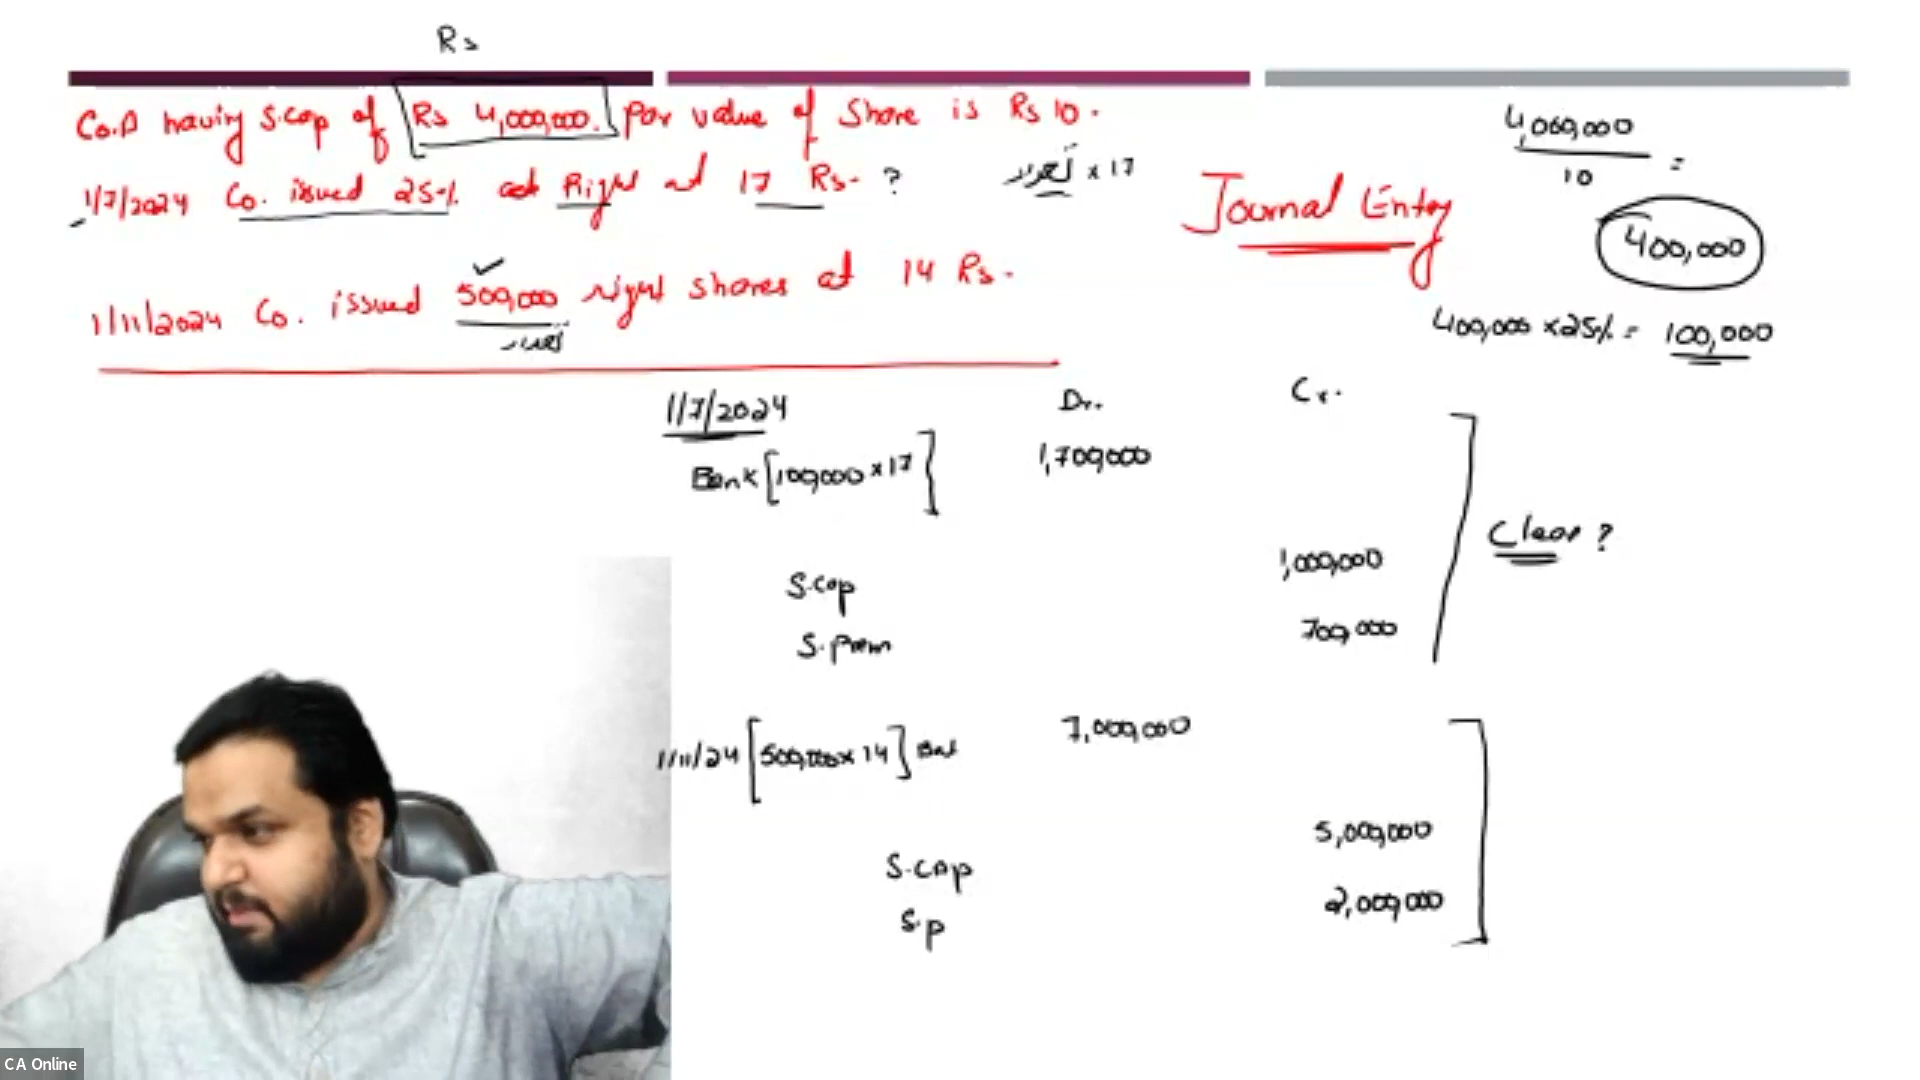 Rs
Co.A having S.cap of Rs 4,000,000. Par value of Share is Rs 10.
1/7/2024 Co. issued 25% Right at 17 Rs. ?
تعداد x 17
1/11/2024 Co. issued 500,000 right shares at 14 Rs.
تعداد
Journal Entry
4,000,000
10
=
400,000
400,000 x 25% = 100,000
1/7/2024 Dr. Cr.
Bank [100,000 x 17] 1,700,000
S.cap 1,000,000
S.prem 700,000
Clear ?
1/11/24 [500,000 x 14] 7,000,000
S.cap 5,000,000
S.p 2,000,000
CA Online